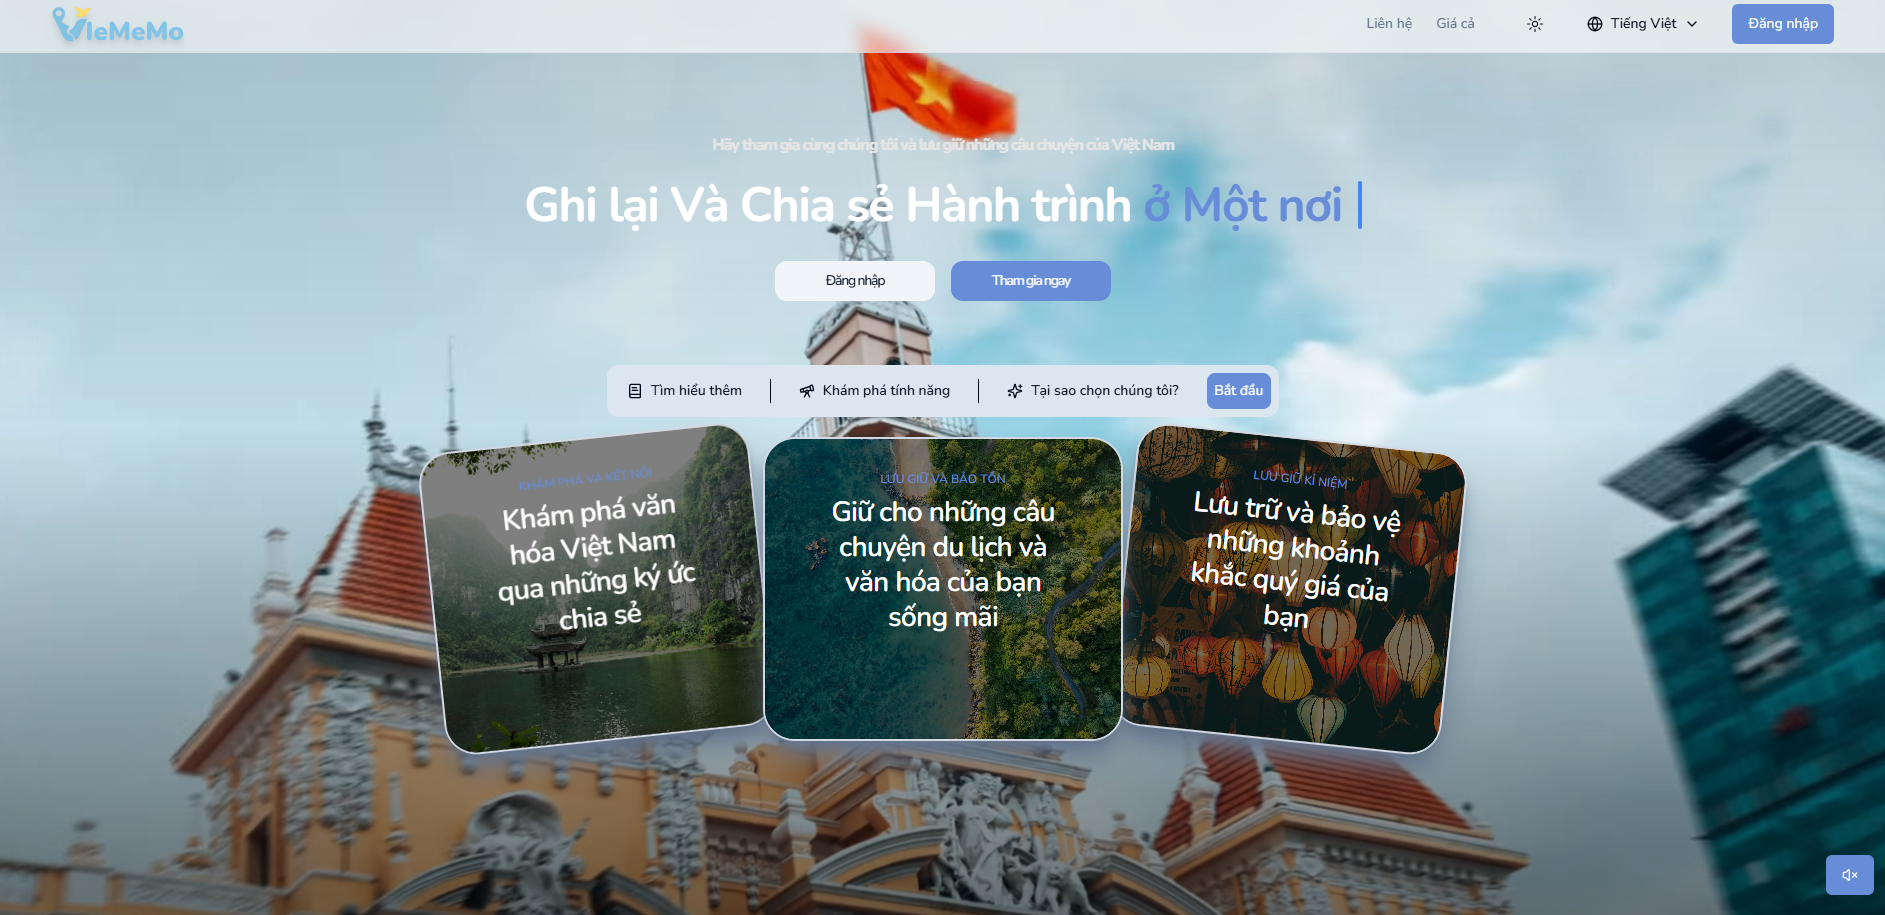 VieMeMo
Liên hệ
Giá cả
Tiếng Việt
Đăng nhập
Hãy tham gia cùng chúng tôi và lưu giữ những câu chuyện của Việt Nam
Ghi lại Và Chia sẻ Hành trình ở Một nơi
Đăng nhập
Tham gia ngay
Tìm hiểu thêm
Khám phá tính năng
Tại sao chọn chúng tôi?
Bắt đầu
KHÁM PHÁ VÀ KẾT NỐI
Khám phá văn
hóa Việt Nam
qua những ký ức
chia sẻ
LƯU GIỮ VÀ BẢO TỒN
Giữ cho những câu
chuyện du lịch và
văn hóa của bạn
sống mãi
LƯU GIỮ KỈ NIỆM
Lưu trữ và bảo vệ
những khoảnh
khắc quý giá của
bạn